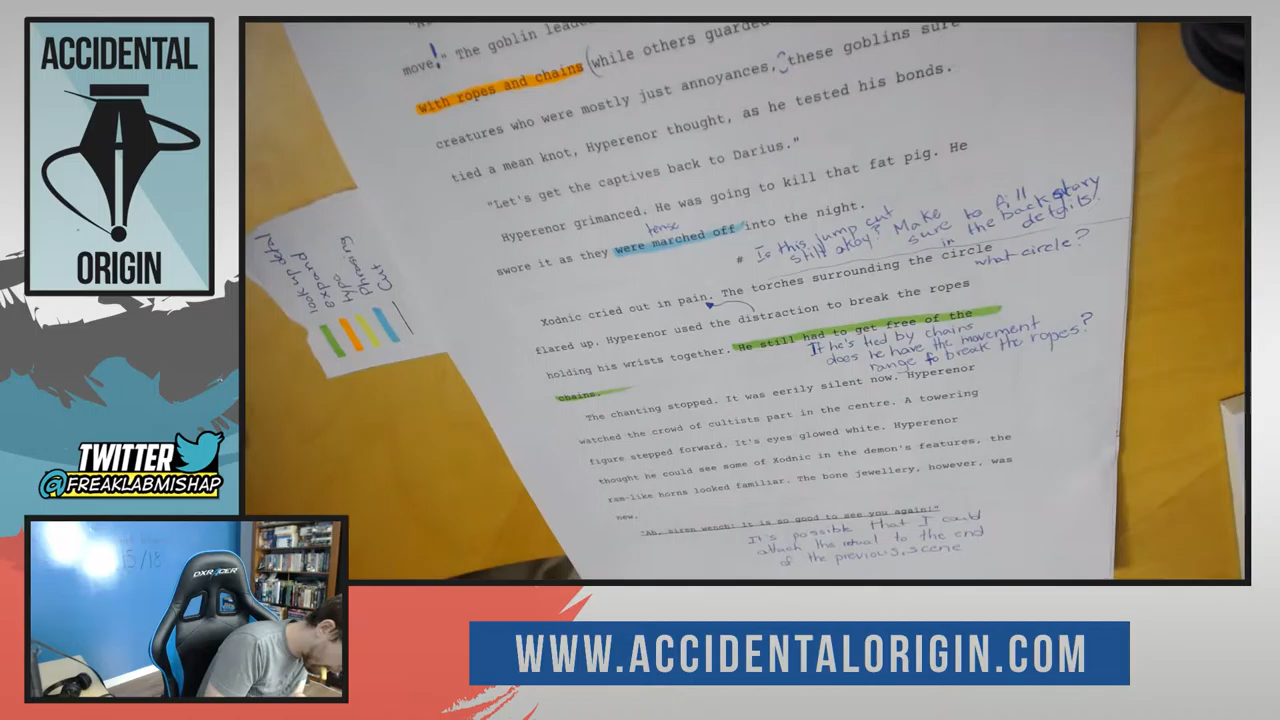 ACCIDENTAL
ORIGIN
move!" The goblin
with ropes and chains (while others guarded
creatures who were mostly just annoyances, these goblins sure
tied a mean knot, Hyperenor thought, as he tested his bonds.
"Let's get the captives back to Darius."
Hyperenor grimanced. He was going to kill that fat pig. He
swore it as they were marched off into the night.
tense
# Is this jump cut
still okay? Make
sure to fill
in the backstory
details.
Xodnic cried out in pain. The torches surrounding the circle
what circle?
flared up. Hyperenor used the distraction to break the ropes
holding his wrists together. He still had to get free of the
chains.
If he's tied by chains
does he have the movement
range to break the ropes?
The chanting stopped. It was eerily silent now. Hyperenor
watched the crowd of cultists part in the centre. A towering
figure stepped forward. It's eyes glowed white. Hyperenor
thought he could see some of Xodnic in the demon's features, the
ram-like horns looked familiar. The bone jewellery, however, was
new.
"Ah, siren wench! It is so good to see you again!"
It's possible that I could
attach this ritual to the end
of the previous scene
look up detail
expand
typo
Phrasing
Cut
TWITTER
@FREAKLABMISHAP
DXRACER
15/18
WWW.ACCIDENTALORIGIN.COM